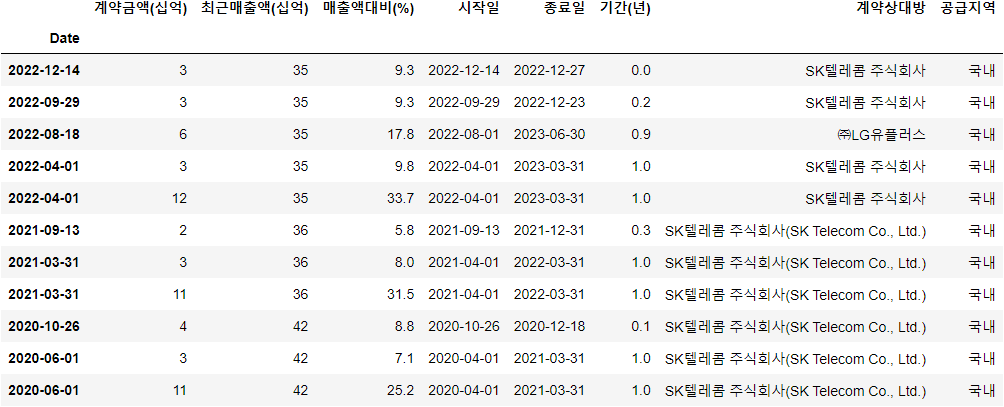 계약금액(십억) 최근매출액(십억) 매출액대비(%) 시작일 종료일 기간(년) 계약상대방 공급지역
Date
2022-12-14 3 35 9.3 2022-12-14 2022-12-27 0.0 SK텔레콤 주식회사 국내
2022-09-29 3 35 9.3 2022-09-29 2022-12-23 0.2 SK텔레콤 주식회사 국내
2022-08-18 6 35 17.8 2022-08-01 2023-06-30 0.9 ㈜LG유플러스 국내
2022-04-01 3 35 9.8 2022-04-01 2023-03-31 1.0 SK텔레콤 주식회사 국내
2022-04-01 12 35 33.7 2022-04-01 2023-03-31 1.0 SK텔레콤 주식회사 국내
2021-09-13 2 36 5.8 2021-09-13 2021-12-31 0.3 SK텔레콤 주식회사(SK Telecom Co., Ltd.) 국내
2021-03-31 3 36 8.0 2021-04-01 2022-03-31 1.0 SK텔레콤 주식회사(SK Telecom Co., Ltd.) 국내
2021-03-31 11 36 31.5 2021-04-01 2022-03-31 1.0 SK텔레콤 주식회사(SK Telecom Co., Ltd.) 국내
2020-10-26 4 42 8.8 2020-10-26 2020-12-18 0.1 SK텔레콤 주식회사(SK Telecom Co., Ltd.) 국내
2020-06-01 3 42 7.1 2020-04-01 2021-03-31 1.0 SK텔레콤 주식회사(SK Telecom Co., Ltd.) 국내
2020-06-01 11 42 25.2 2020-04-01 2021-03-31 1.0 SK텔레콤 주식회사(SK Telecom Co., Ltd.) 국내